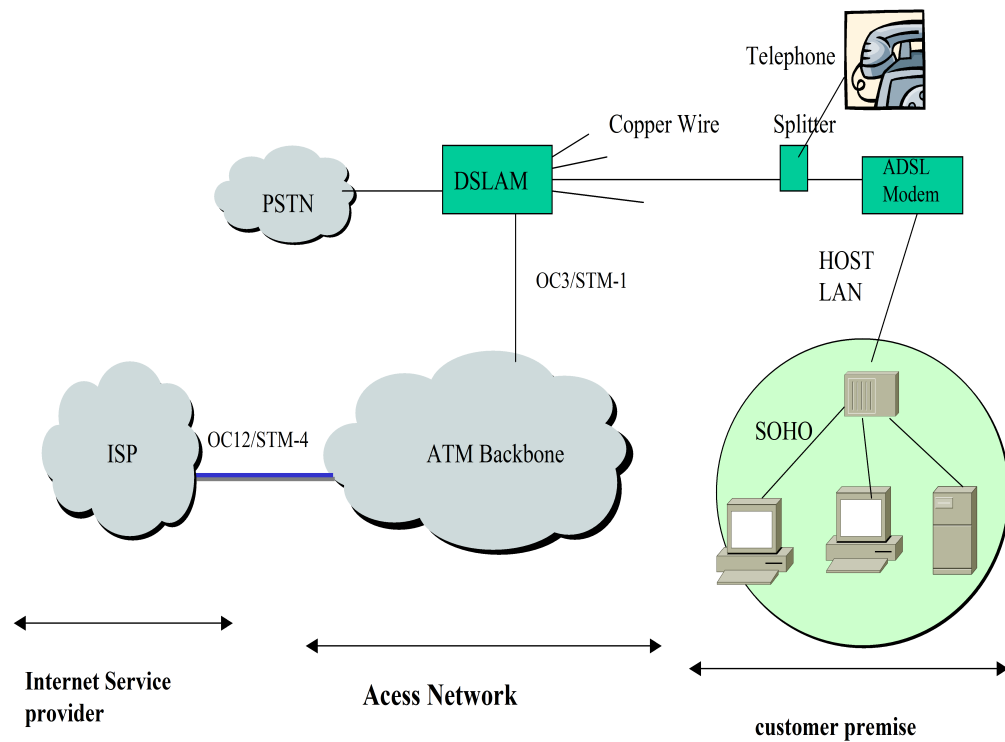 Telephone
Copper Wire
Splitter
DSLAM
ADSL
Modem
PSTN
HOST
LAN
OC3/STM-1
OC12/STM-4
ISP
ATM Backbone
SOHO
Internet Service
provider
Acess Network
customer premise